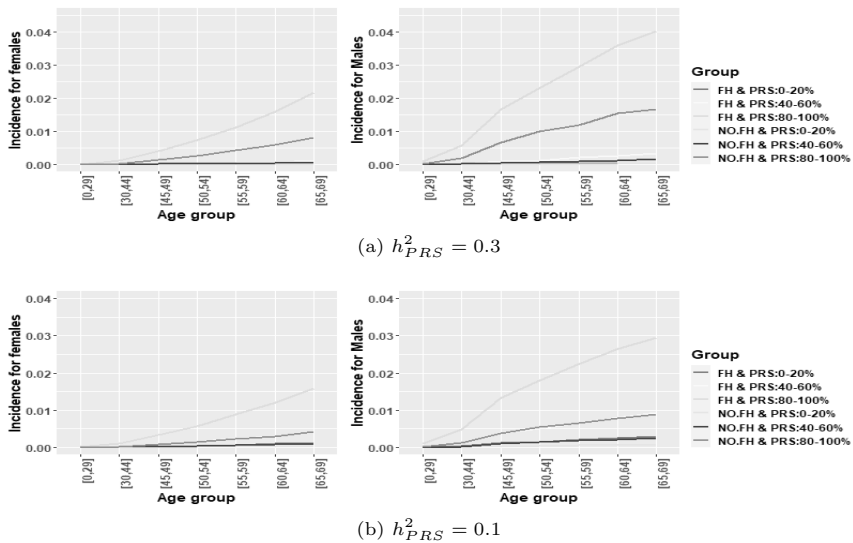 Incidence for females
0.04
0.03
0.02
0.01
0.00
[0,29]
[30,44]
[45,49]
[50,54]
[55,59]
[60,64]
[65,69]
Age group
Incidence for Males
0.04
0.03
0.02
0.01
0.00
[0,29]
[30,44]
[45,49]
[50,54]
[55,59]
[60,64]
[65,69]
Age group
Group
FH & PRS:0-20%
FH & PRS:40-60%
FH & PRS:80-100%
NO.FH & PRS:0-20%
NO.FH & PRS:40-60%
NO.FH & PRS:80-100%
(a) h²_{PRS} = 0.3
Incidence for females
0.04
0.03
0.02
0.01
0.00
[0,29]
[30,44]
[45,49]
[50,54]
[55,59]
[60,64]
[65,69]
Age group
Incidence for Males
0.04
0.03
0.02
0.01
0.00
[0,29]
[30,44]
[45,49]
[50,54]
[55,59]
[60,64]
[65,69]
Age group
Group
FH & PRS:0-20%
FH & PRS:40-60%
FH & PRS:80-100%
NO.FH & PRS:0-20%
NO.FH & PRS:40-60%
NO.FH & PRS:80-100%
(b) h²_{PRS} = 0.1